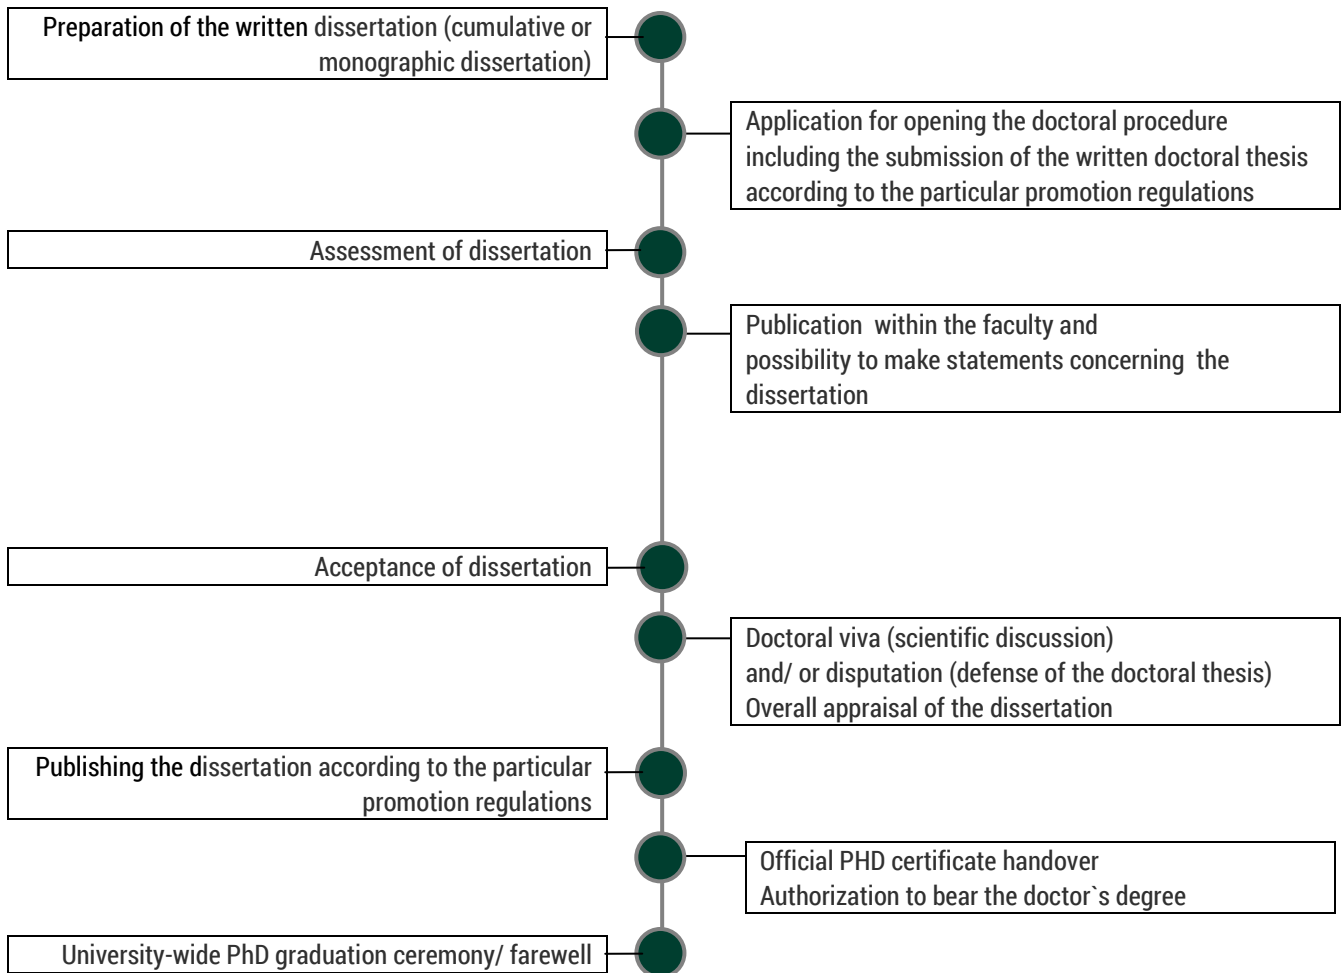 Preparation of the written dissertation (cumulative or
monographic dissertation)
Application for opening the doctoral procedure
including the submission of the written doctoral thesis
according to the particular promotion regulations
Assessment of dissertation
Publication  within the faculty and
possibility to make statements concerning  the
dissertation
Acceptance of dissertation
Doctoral viva (scientific discussion)
and/ or disputation (defense of the doctoral thesis)
Overall appraisal of the dissertation
Publishing the dissertation according to the particular
promotion regulations
Official PHD certificate handover
Authorization to bear the doctor`s degree
University-wide PhD graduation ceremony/ farewell